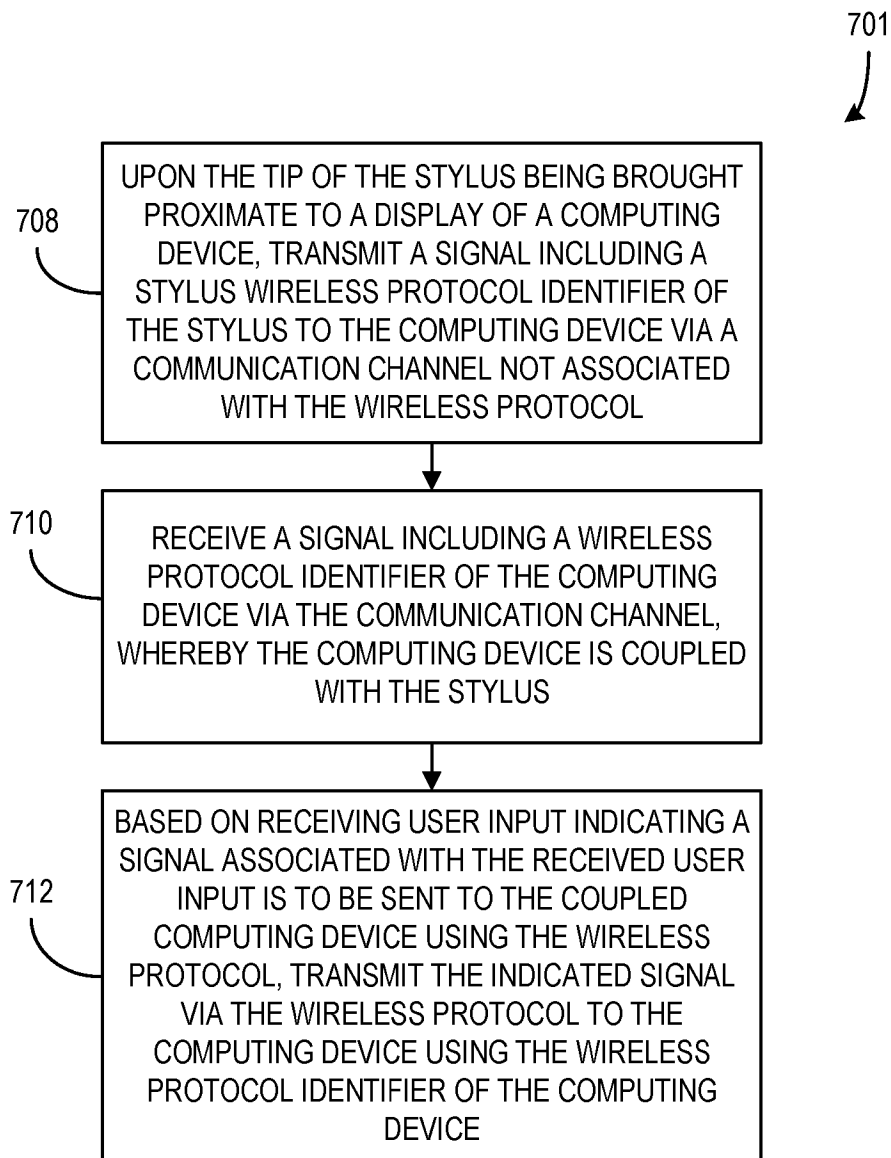 701
708
UPON THE TIP OF THE STYLUS BEING BROUGHT
PROXIMATE TO A DISPLAY OF A COMPUTING
DEVICE, TRANSMIT A SIGNAL INCLUDING A
STYLUS WIRELESS PROTOCOL IDENTIFIER OF
THE STYLUS TO THE COMPUTING DEVICE VIA A
COMMUNICATION CHANNEL NOT ASSOCIATED
WITH THE WIRELESS PROTOCOL
710
RECEIVE A SIGNAL INCLUDING A WIRELESS
PROTOCOL IDENTIFIER OF THE COMPUTING
DEVICE VIA THE COMMUNICATION CHANNEL,
WHEREBY THE COMPUTING DEVICE IS COUPLED
WITH THE STYLUS
712
BASED ON RECEIVING USER INPUT INDICATING A
SIGNAL ASSOCIATED WITH THE RECEIVED USER
INPUT IS TO BE SENT TO THE COUPLED
COMPUTING DEVICE USING THE WIRELESS
PROTOCOL, TRANSMIT THE INDICATED SIGNAL
VIA THE WIRELESS PROTOCOL TO THE
COMPUTING DEVICE USING THE WIRELESS
PROTOCOL IDENTIFIER OF THE COMPUTING
DEVICE